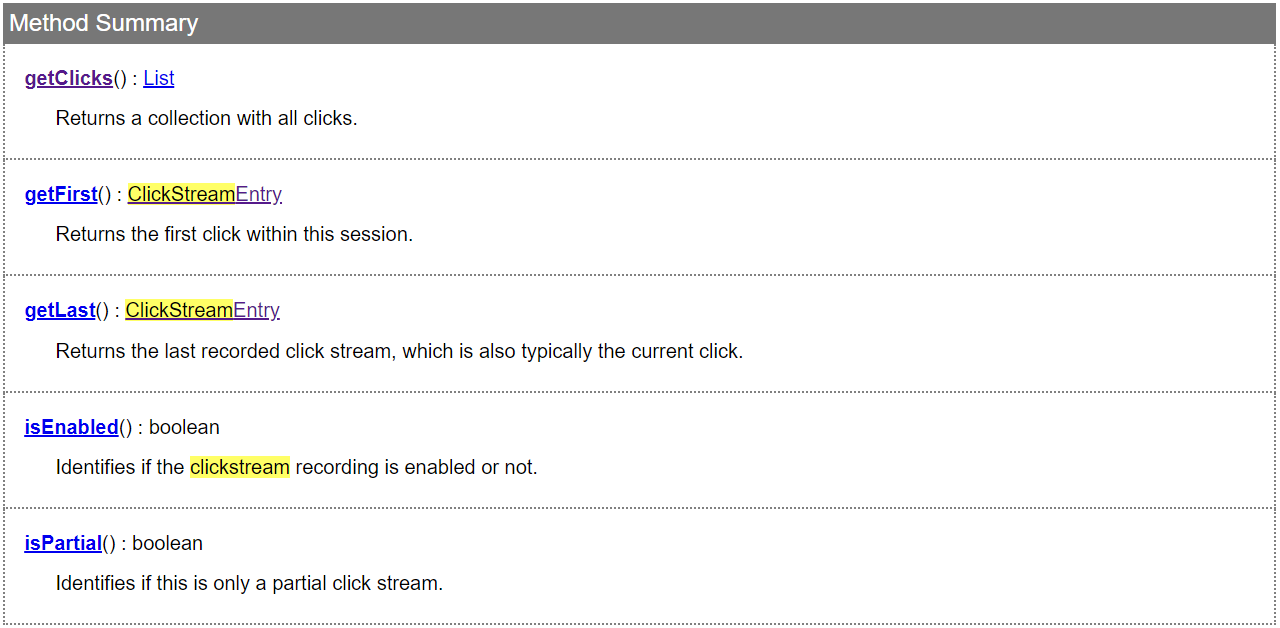 Method Summary
getClicks() : List
Returns a collection with all clicks.
getFirst() : ClickStreamEntry
Returns the first click within this session.
getLast() : ClickStreamEntry
Returns the last recorded click stream, which is also typically the current click.
isEnabled() : boolean
Identifies if the clickstream recording is enabled or not.
isPartial() : boolean
Identifies if this is only a partial click stream.